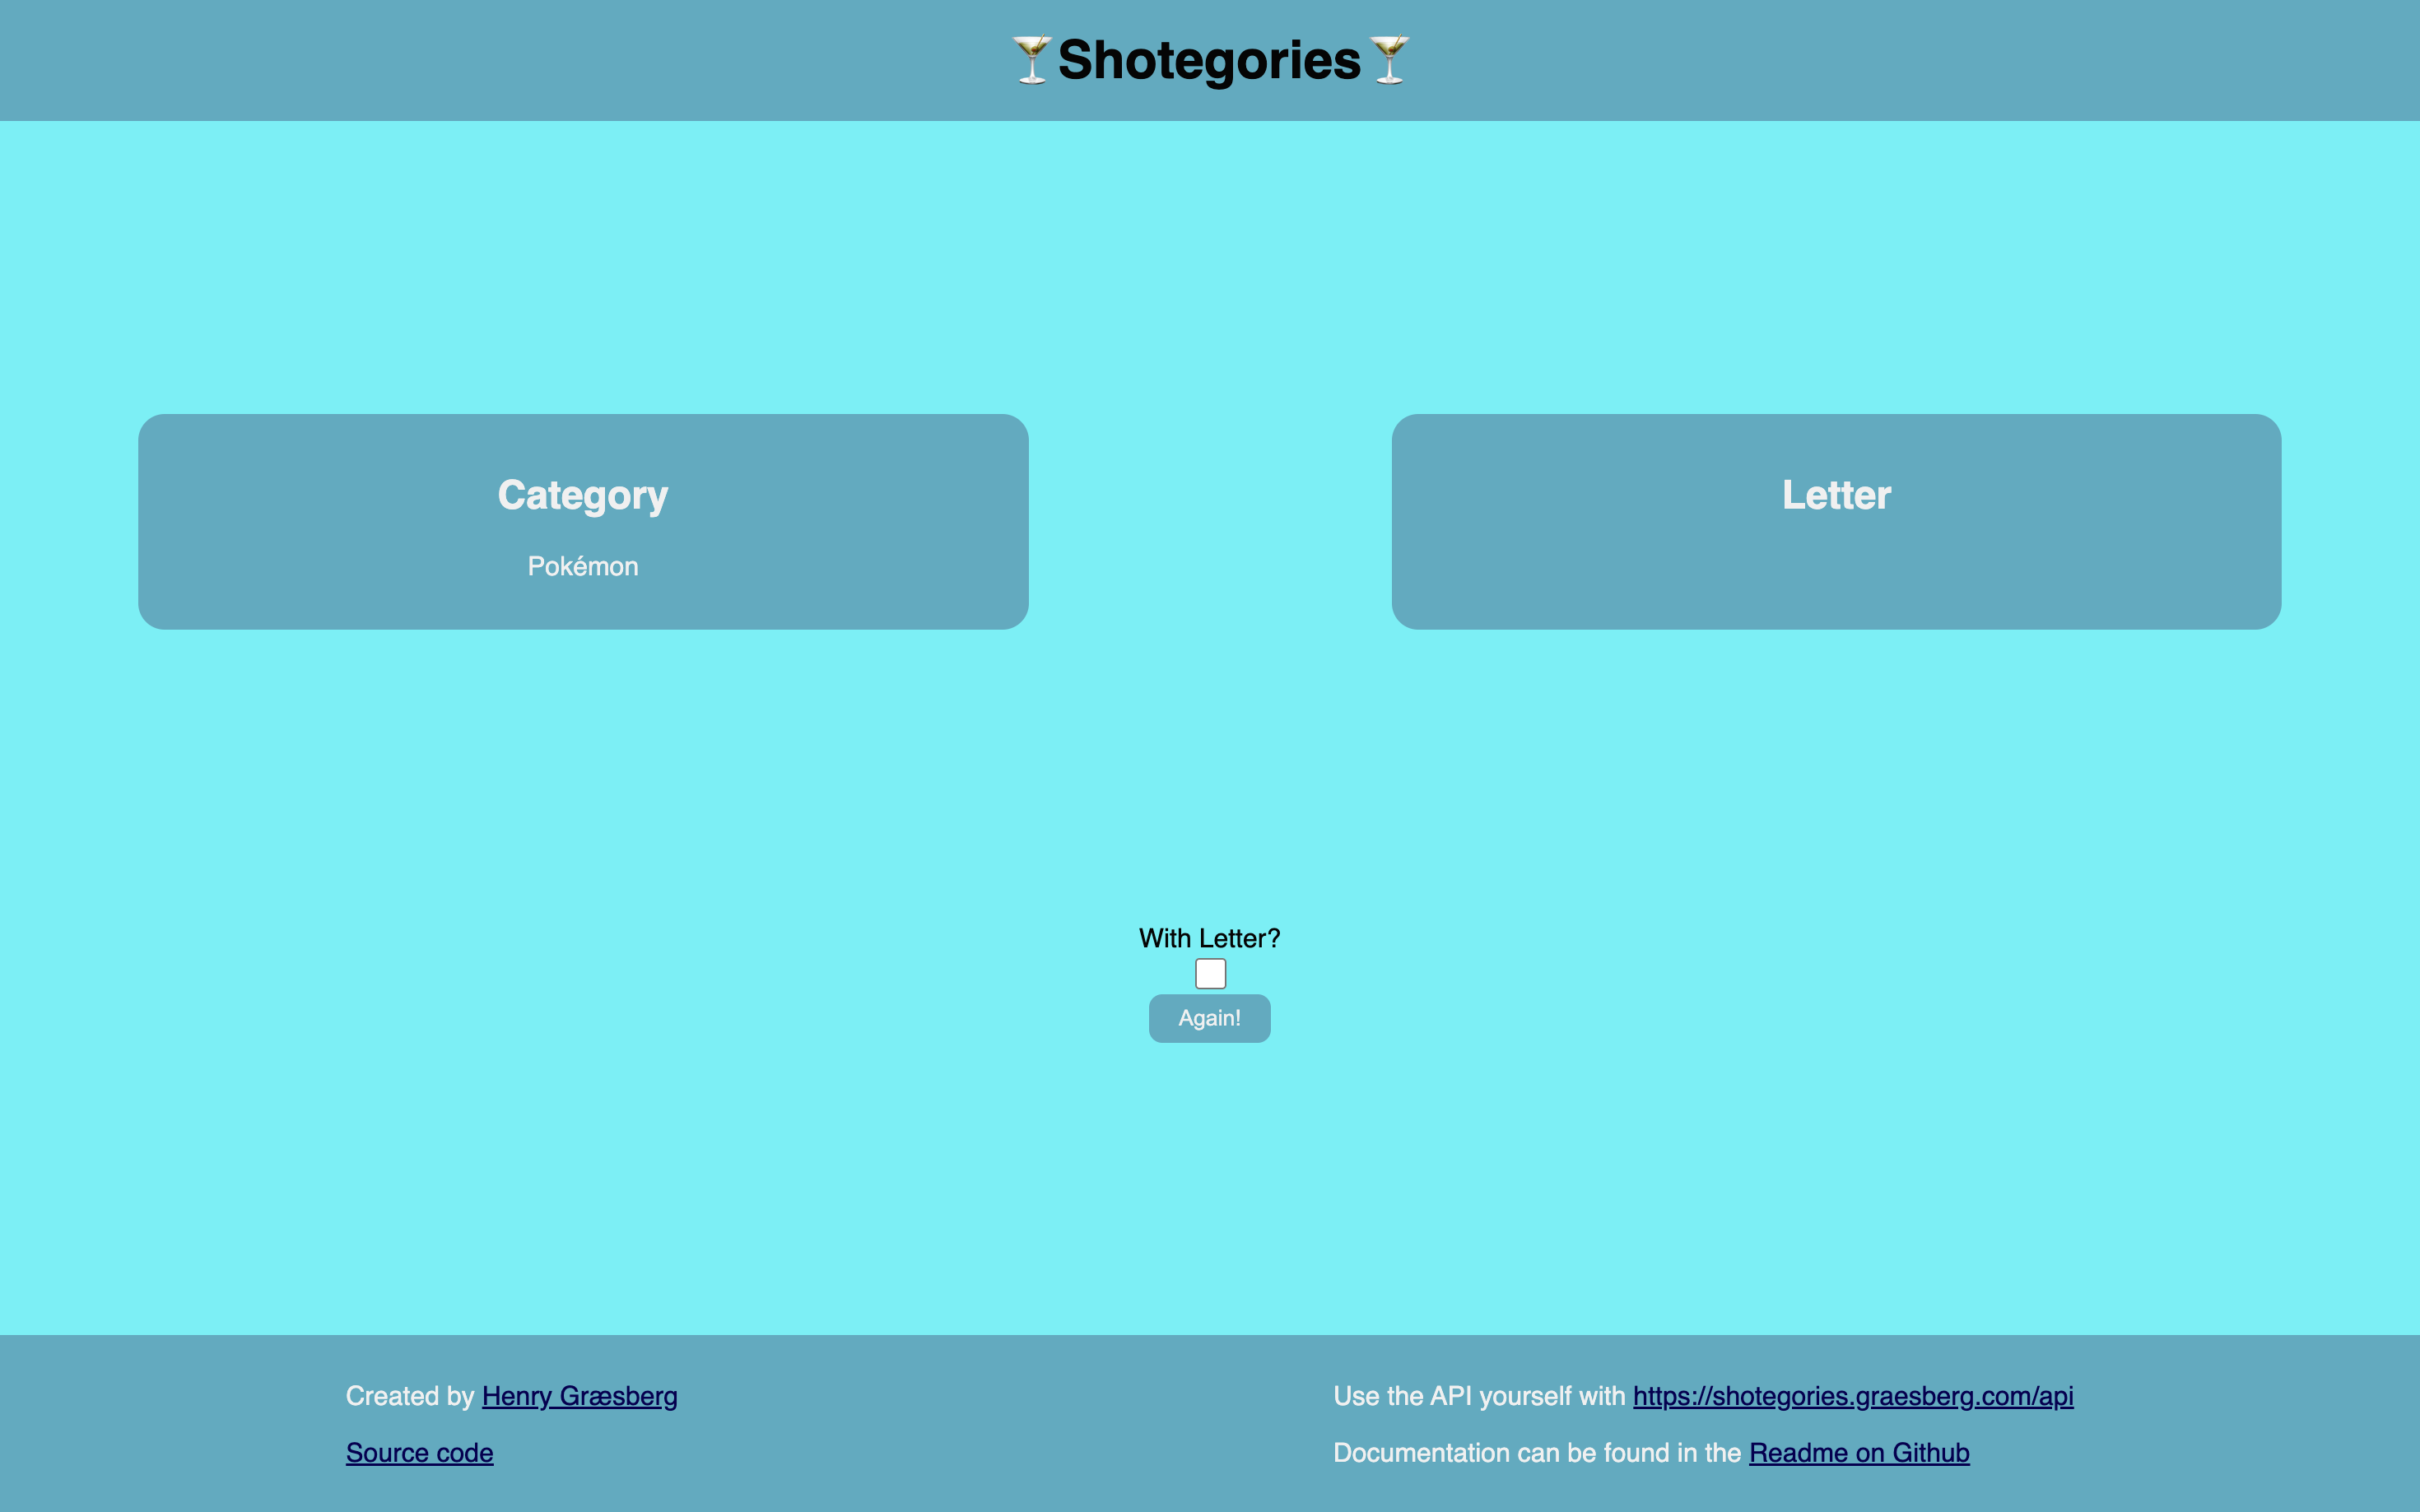 🍸Shotegories🍸
Category
Pokémon
Letter
With Letter?
Again!
Created by Henry Græsberg
Source code
Use the API yourself with https://shotegories.graesberg.com/api
Documentation can be found in the Readme on Github